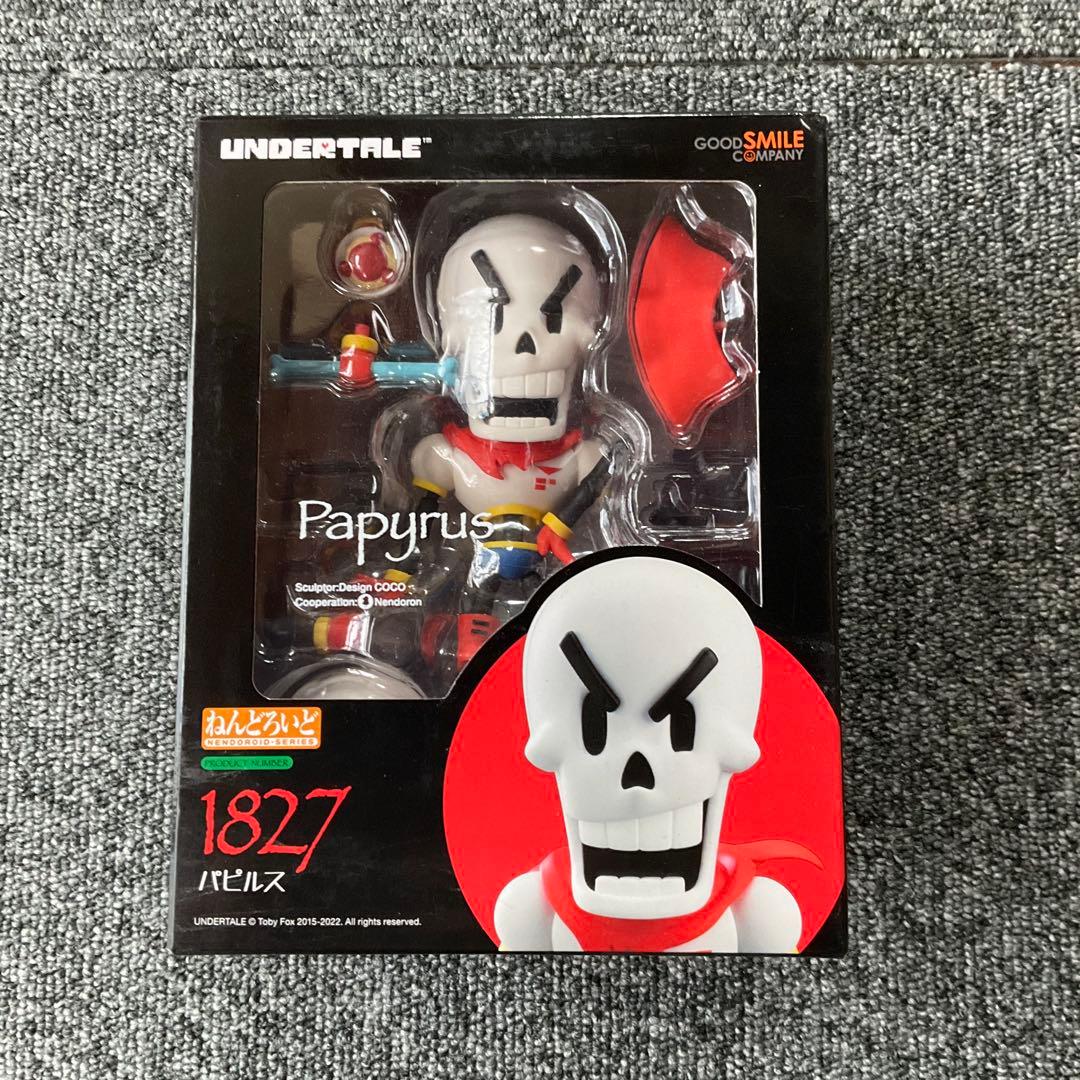 UNDERTALE™
GOOD SMILE
COMPANY
Papyrus
Sculptor:Design COCO
Cooperation: Nendoron
ねんどろいど
NENDOROID-SERIES
PRODUCT NUMBER
1827
パピルス
UNDERTALE © Toby Fox 2015-2022. All rights reserved.